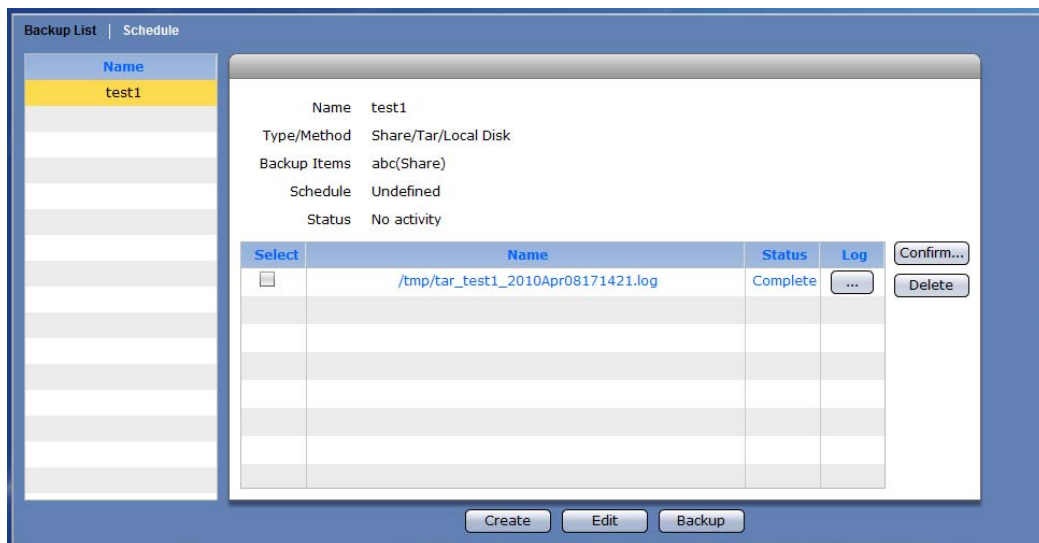 Backup List | Schedule
Name
test1
Name test1
Type/Method Share/Tar/Local Disk
Backup Items abc(Share)
Schedule Undefined
Status No activity
Select Name Status Log
/tmp/tar_test1_2010Apr08171421.log Complete ...
Confirm...
Delete
Create Edit Backup